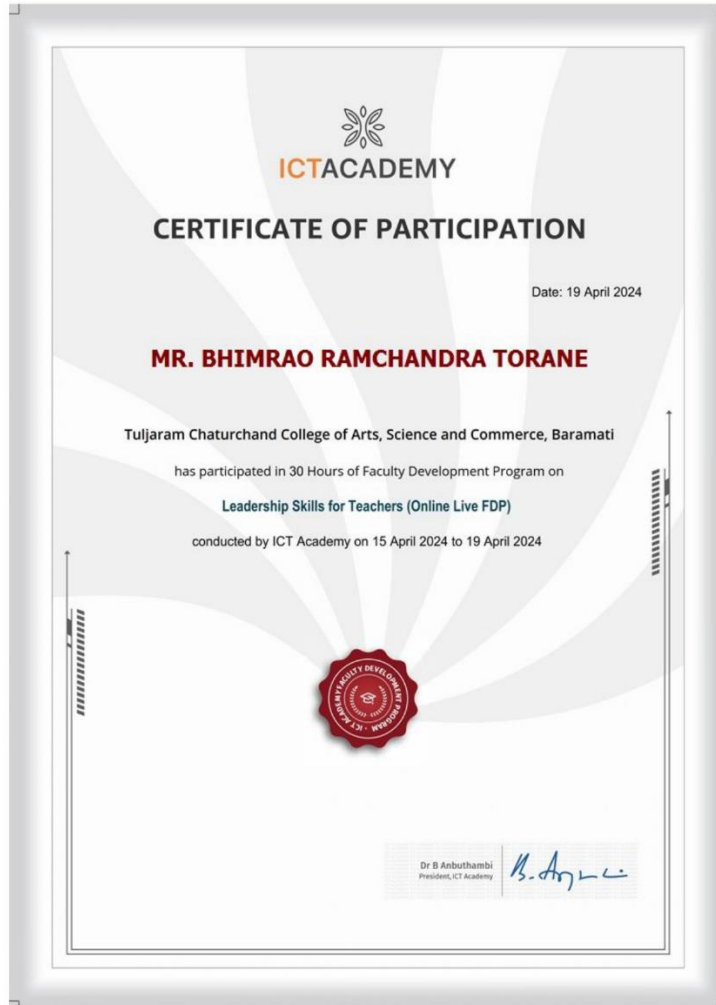 ICTACADEMY
CERTIFICATE OF PARTICIPATION
Date: 19 April 2024
MR. BHIMRAO RAMCHANDRA TORANE
Tuljaram Chaturchand College of Arts, Science and Commerce, Baramati
has participated in 30 Hours of Faculty Development Program on
Leadership Skills for Teachers (Online Live FDP)
conducted by ICT Academy on 15 April 2024 to 19 April 2024
FACULTY DEVELOPMENT PROGRAM · ICT ACADEMY
Dr B Anbuthambi
President, ICT Academy